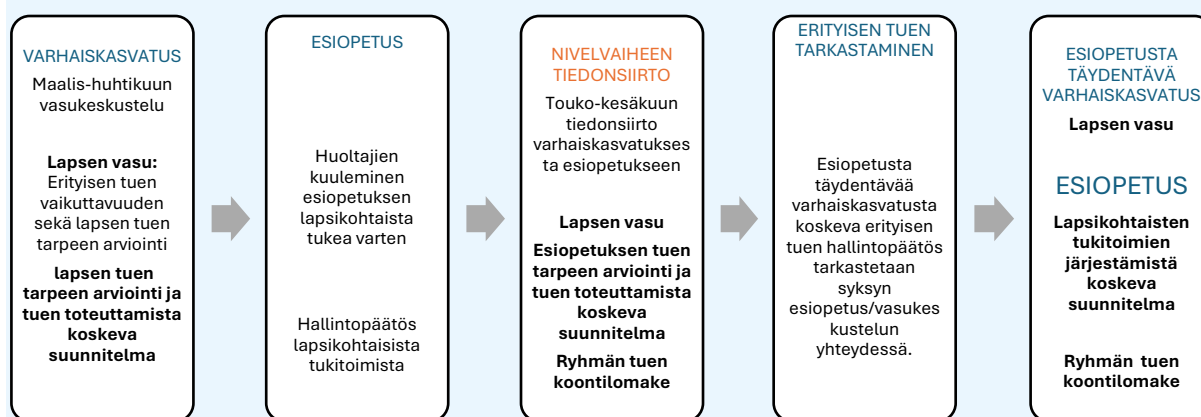 VARHAISKASVATUS
Maalis-huhtikuun
vasukeskustelu
Lapsen vasu:
Erityisen tuen
vaikuttavuuden
sekä lapsen tuen
tarpeen arviointi
lapsen tuen
tarpeen arviointi ja
tuen toteuttamista
koskeva
suunnitelma
ESIOPETUS
Huoltajien
kuuleminen
esiopetuksen
lapsikohtaista
tukea varten
Hallintopäätös
lapsikohtaisista
tukitoimista
NIVELVAIHEEN
TIEDONSIIRTO
Touko-kesäkuun
tiedonsiirto
varhaiskasvatukses
ta esiopetukseen
Lapsen vasu
Esiopetuksen tuen
tarpeen arviointi ja
tuen toteuttamista
koskeva
suunnitelma
Ryhmän tuen
koontilomake
ERITYISEN TUEN
TARKASTAMINEN
Esiopetusta
täydentävää
varhaiskasvatusta
koskeva erityisen
tuen hallintopäätös
tarkastetaan
syksyn
esiopetus/vasukes
kustelun
yhteydessä.
ESIOPETUSTA
TÄYDENTÄVÄ
VARHAISKASVATUS
Lapsen vasu
ESIOPETUS
Lapsikohtaisten
tukitoimien
järjestämistä
koskeva
suunnitelma
Ryhmän tuen
koontilomake